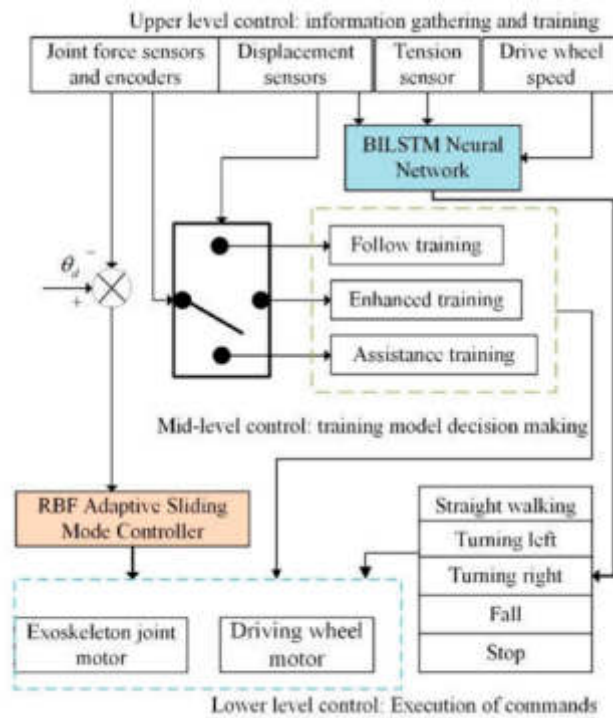 Upper level control: information gathering and training
Joint force sensors
and encoders
Displacement
sensors
Tension
sensor
Drive wheel
speed
BILSTM Neural
Network
θd
−
+
Follow training
Enhanced training
Assistance training
Mid-level control: training model decision making
RBF Adaptive Sliding
Mode Controller
Straight walking
Turning left
Turning right
Fall
Stop
Exoskeleton joint
motor
Driving wheel
motor
Lower level control: Execution of commands